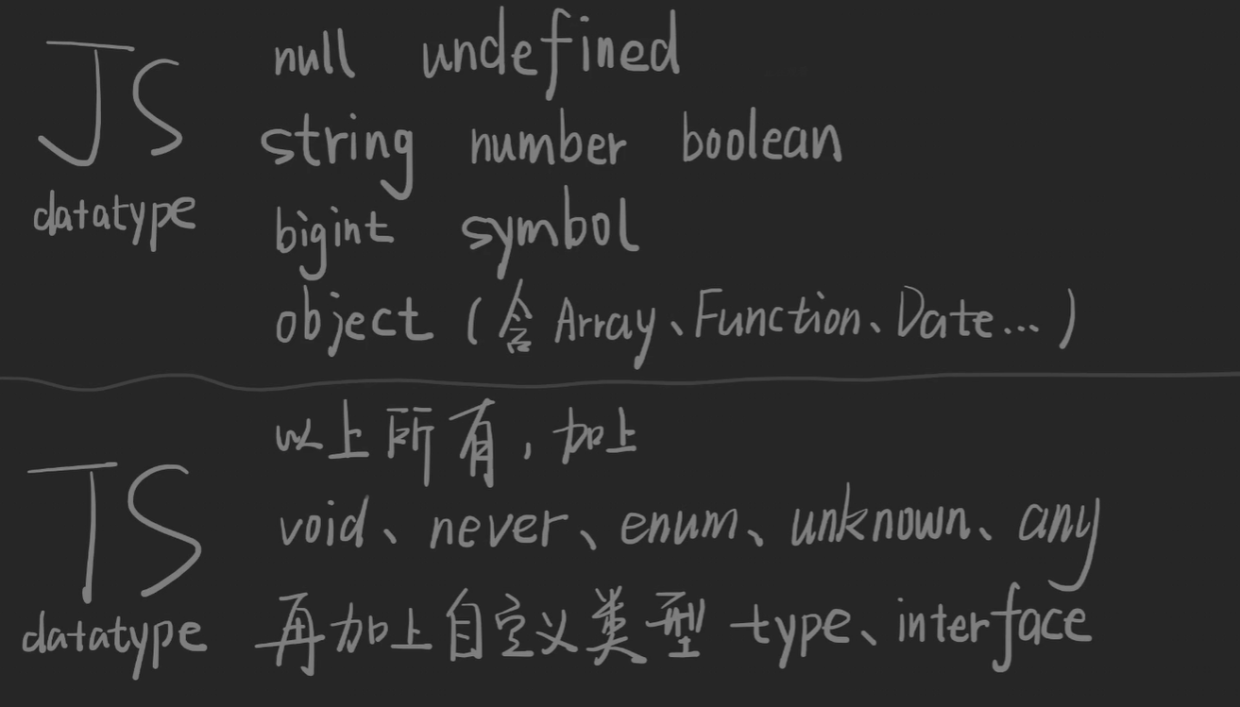 JS
datatype
null undefined
string number boolean
bigint symbol
object (含 Array、Function、Date...)
TS
datatype
以上所有，加上
void、never、enum、unknown、any
再加上自定义类型 type、interface